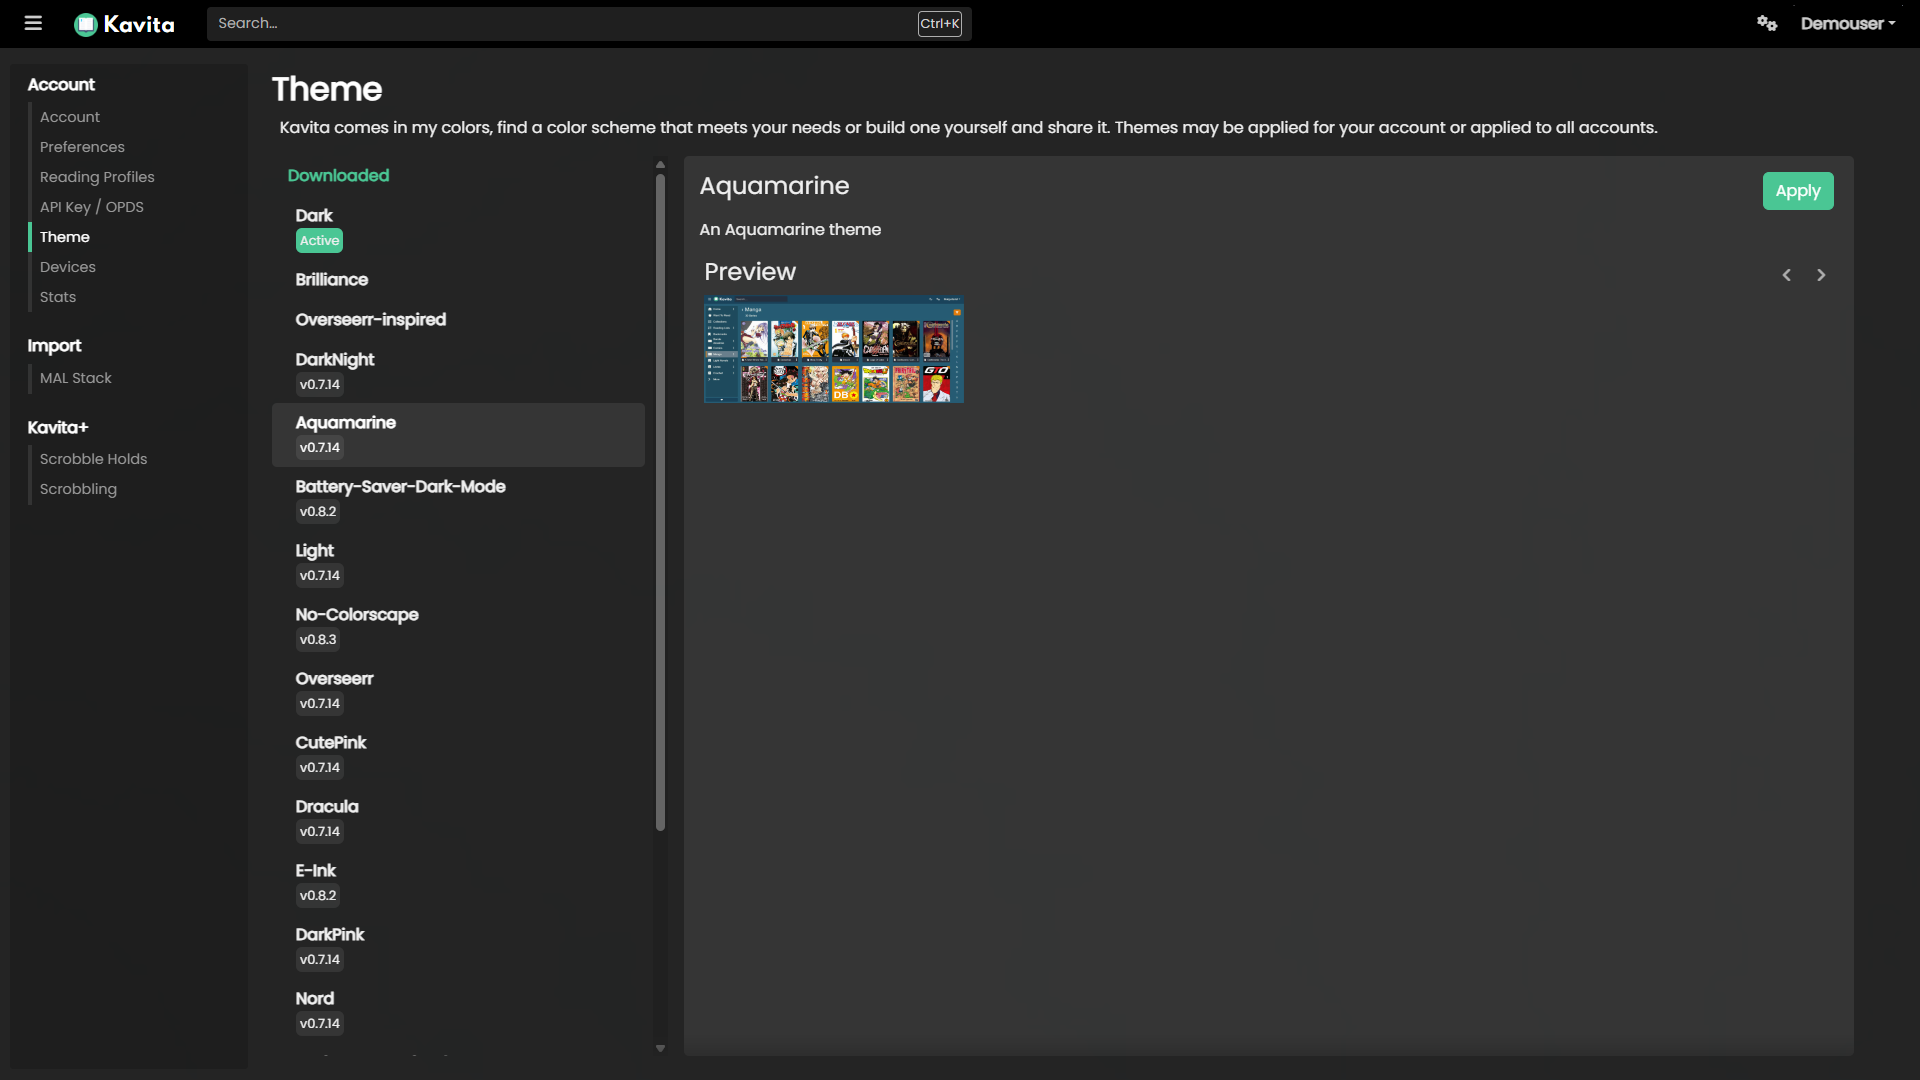 Kavita
Search...
Ctrl+K
Demouser
Account
Account
Preferences
Reading Profiles
API Key / OPDS
Theme
Devices
Stats
Import
MAL Stack
Kavita+
Scrobble Holds
Scrobbling
Theme
Kavita comes in my colors, find a color scheme that meets your needs or build one yourself and share it. Themes may be applied for your account or applied to all accounts.
Downloaded
Dark
Active
Brilliance
Overseerr-inspired
DarkNight
v0.7.14
Aquamarine
v0.7.14
Battery-Saver-Dark-Mode
v0.8.2
Light
v0.7.14
No-Colorscape
v0.8.3
Overseerr
v0.7.14
CutePink
v0.7.14
Dracula
v0.7.14
E-Ink
v0.8.2
DarkPink
v0.7.14
Nord
v0.7.14
Aquamarine
Apply
An Aquamarine theme
Preview
Kavita
Manga
DB
GTO